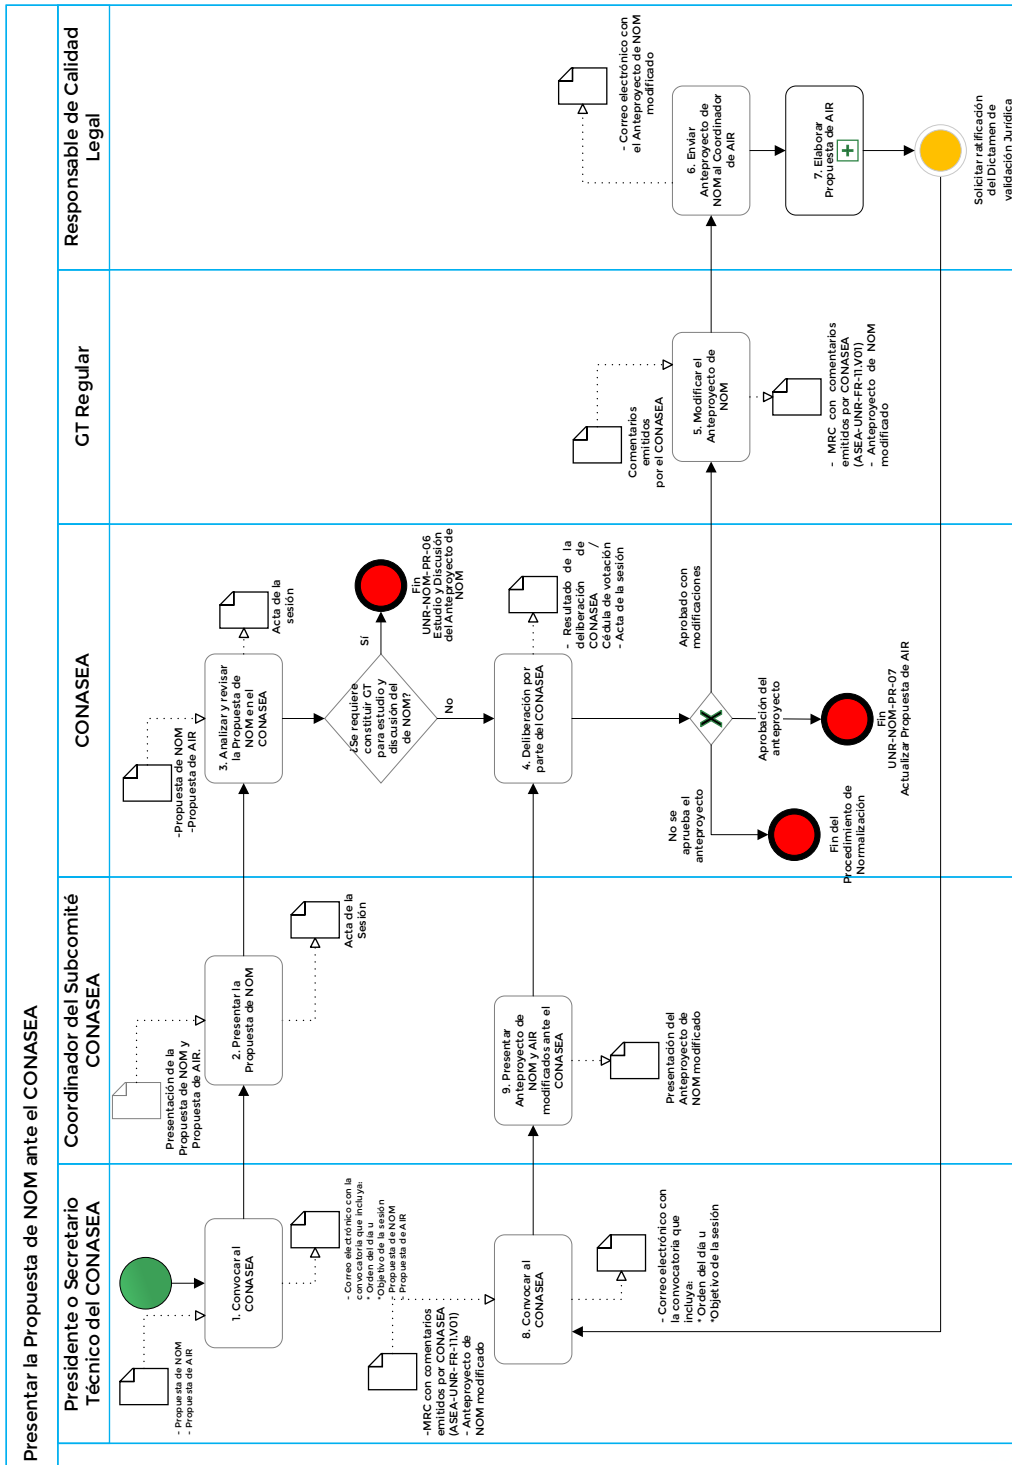 Presentar la Propuesta de NOM ante el CONASEA
Presidente o Secretario
Técnico del CONASEA
- Propuesta de NOM
- Propuesta de AIR
1. Convocar al
CONASEA
- Correo electrónico con la
convocatoria que incluya:
* Orden del día u
*Objetivo de la sesión
- Propuesta de NOM
- Propuesta de AIR
-MRC con comentarios
emitidos por CONASEA
(ASEA-UNR-FR-11.V01)
- Anteproyecto de
NOM modificado
8. Convocar al
CONASEA
- Correo electrónico con
la convocatoria que
incluya:
* Orden del día u
*Objetivo de la sesión
Coordinador del Subcomité
CONASEA
Presentación de la
Propuesta de NOM y
Propuesta de AIR.
2. Presentar la
Propuesta de NOM
Acta de la
Sesión
9. Presentar
Anteproyecto de
NOM y AIR
modificados ante el
CONASEA
Presentación del
Anteproyecto de
NOM modificado
CONASEA
-Propuesta de NOM
-Propuesta de AIR
3. Analizar y revisar
la Propuesta de
NOM en el
CONASEA
Acta de la
sesión
¿Se requiere
constituir GT
para estudio y
discusión del
de NOM?
Sí
Fin
UNR-NOM-PR-06
Estudio y Discusión
del Anteproyecto de
NOM
No
4. Deliberación por
parte del CONASEA
- Resultado de la
deliberación de
CONASEA /
Cédula de votación
- Acta de la sesión
No se
aprueba el
anteproyecto
Fin del
Procedimiento de
Normalización
Aprobación del
anteproyecto
Fin
UNR-NOM-PR-07
Actualizar Propuesta de AIR
Aprobado con
modificaciones
GT Regular
Comentarios
emitidos
por el CONASEA
5. Modificar el
Anteproyecto de
NOM
- MRC con comentarios
emitidos por CONASEA
(ASEA-UNR-FR-11.V01)
- Anteproyecto de NOM
modificado
Responsable de Calidad
Legal
- Correo electrónico con
el Anteproyecto de NOM
modificado
6. Enviar
Anteproyecto de
NOM al Coordinador
de AIR
7. Elaborar
Propuesta de AIR
Solicitar ratificación
del Dictamen de
validación Jurídica